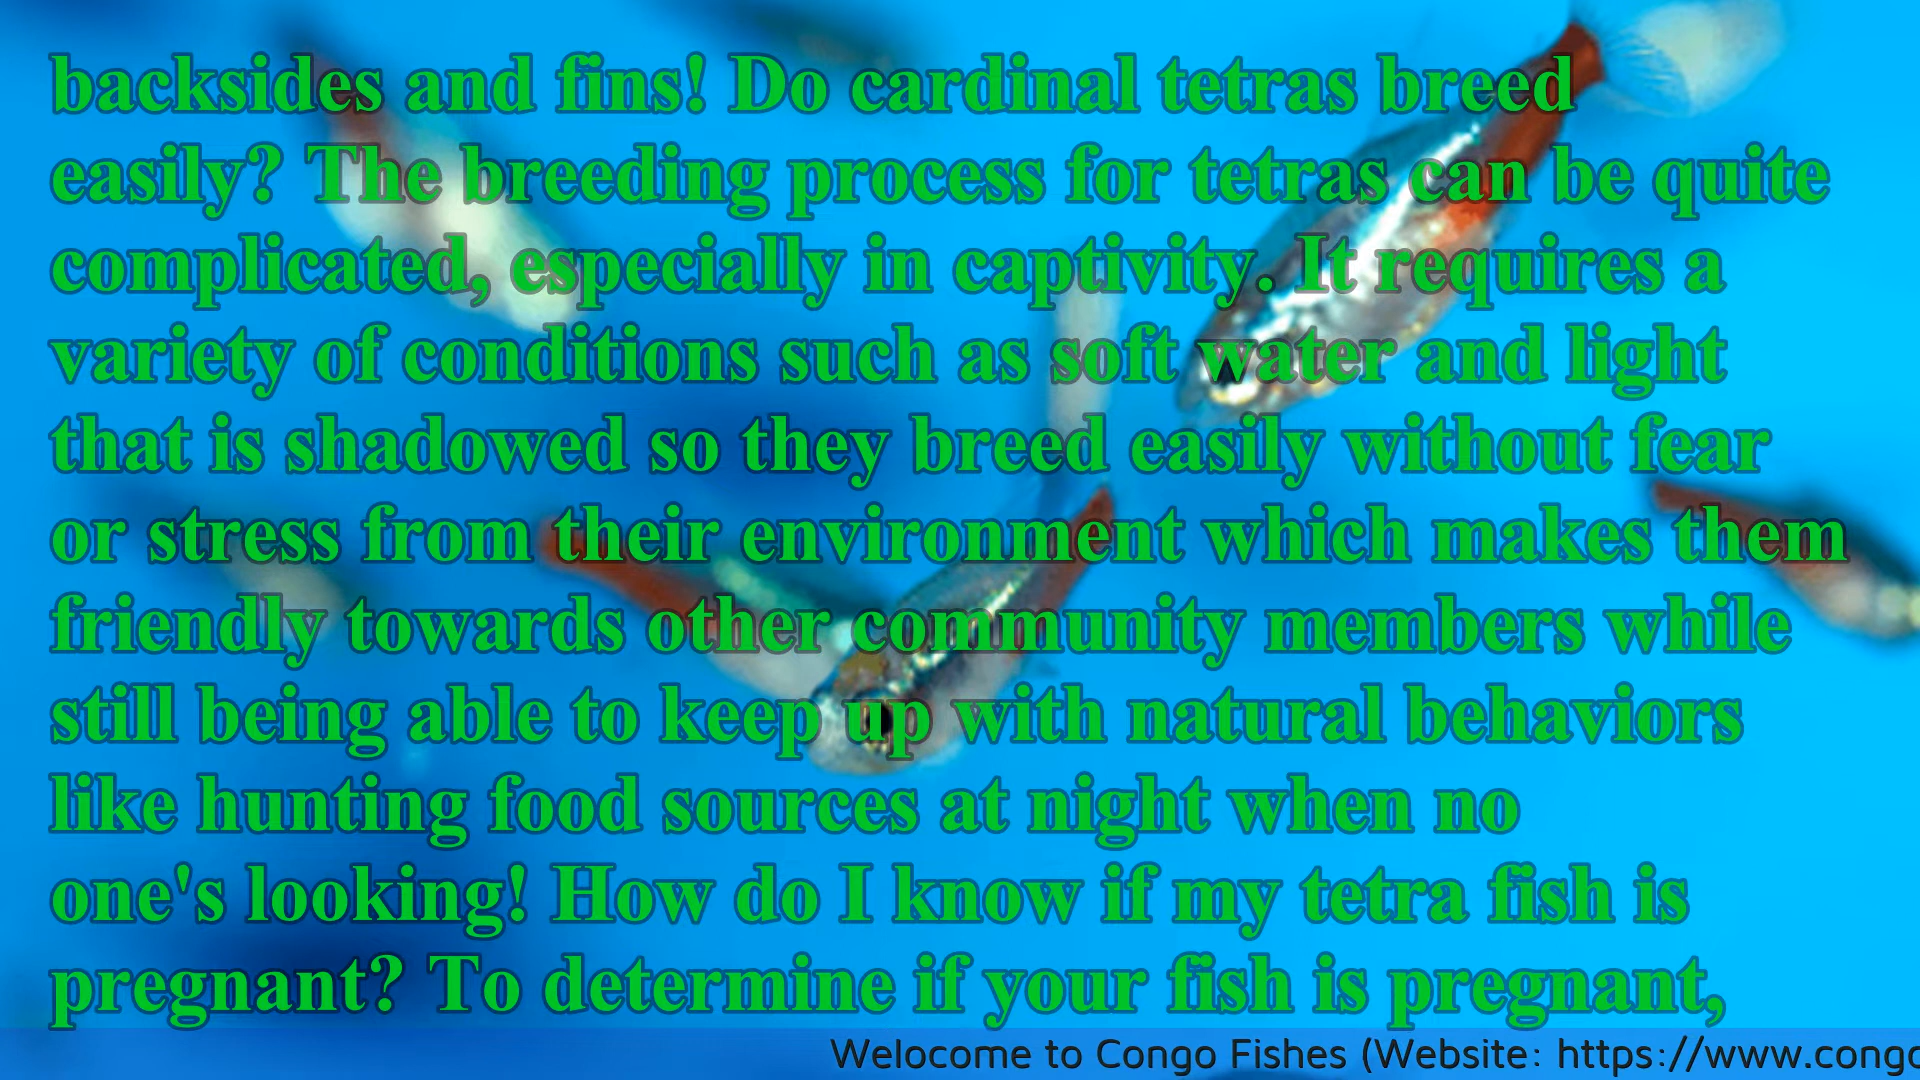 backsides and fins! Do cardinal tetras breed
easily? The breeding process for tetras can be quite
complicated, especially in captivity. It requires a
variety of conditions such as soft water and light
that is shadowed so they breed easily without fear
or stress from their environment which makes them
friendly towards other community members while
still being able to keep up with natural behaviors
like hunting food sources at night when no
one's looking! How do I know if my tetra fish is
pregnant? To determine if your fish is pregnant,
Welocome to Congo Fishes (Website: https://www.congo